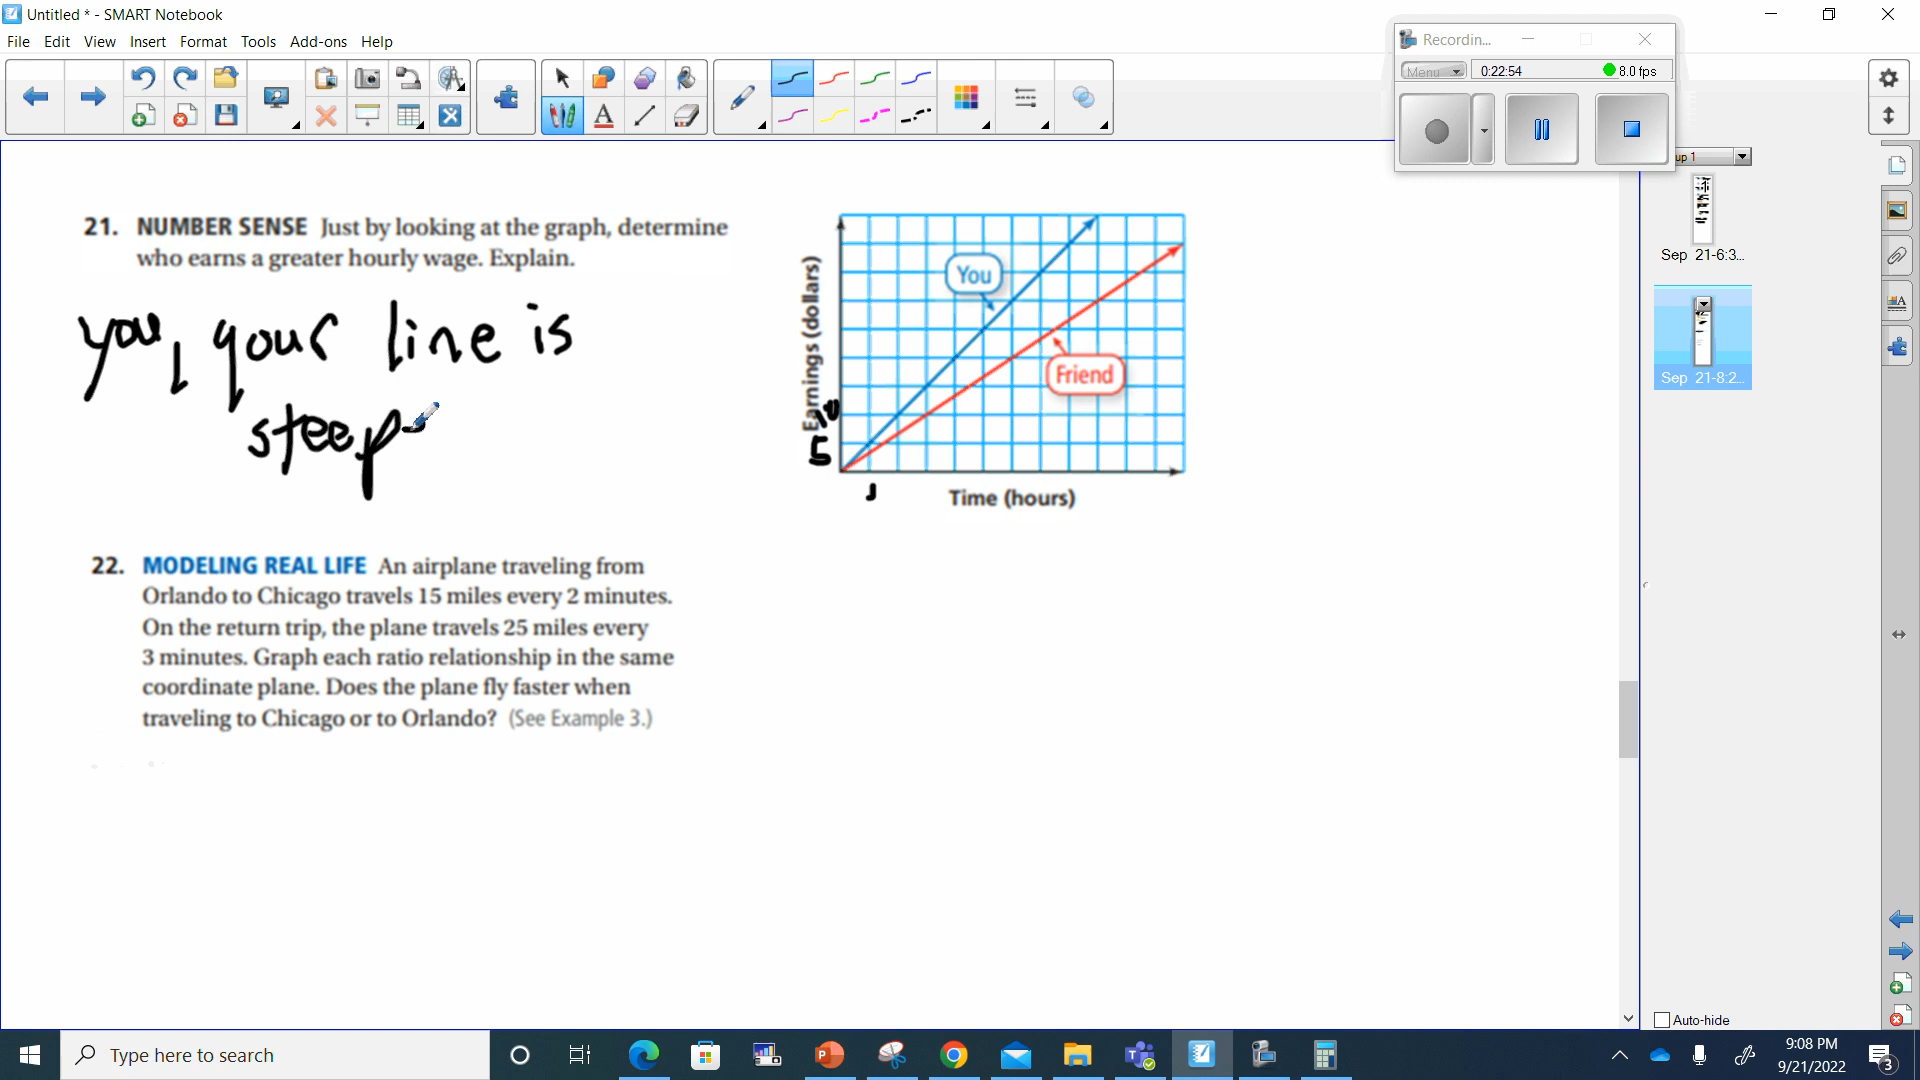 Untitled * - SMART Notebook
File Edit View Insert Format Tools Add-ons Help
Recordin...
Menu 0:22:54 8.0 fps
up 1
21. NUMBER SENSE Just by looking at the graph, determine
who earns a greater hourly wage. Explain.
you, your line is
steep
Earnings (dollars)
10
5
1
Time (hours)
You
Friend
22. MODELING REAL LIFE An airplane traveling from
Orlando to Chicago travels 15 miles every 2 minutes.
On the return trip, the plane travels 25 miles every
3 minutes. Graph each ratio relationship in the same
coordinate plane. Does the plane fly faster when
traveling to Chicago or to Orlando? (See Example 3.)
Sep 21-6:3...
Sep 21-8:2...
Auto-hide
Type here to search
9:08 PM
9/21/2022
3